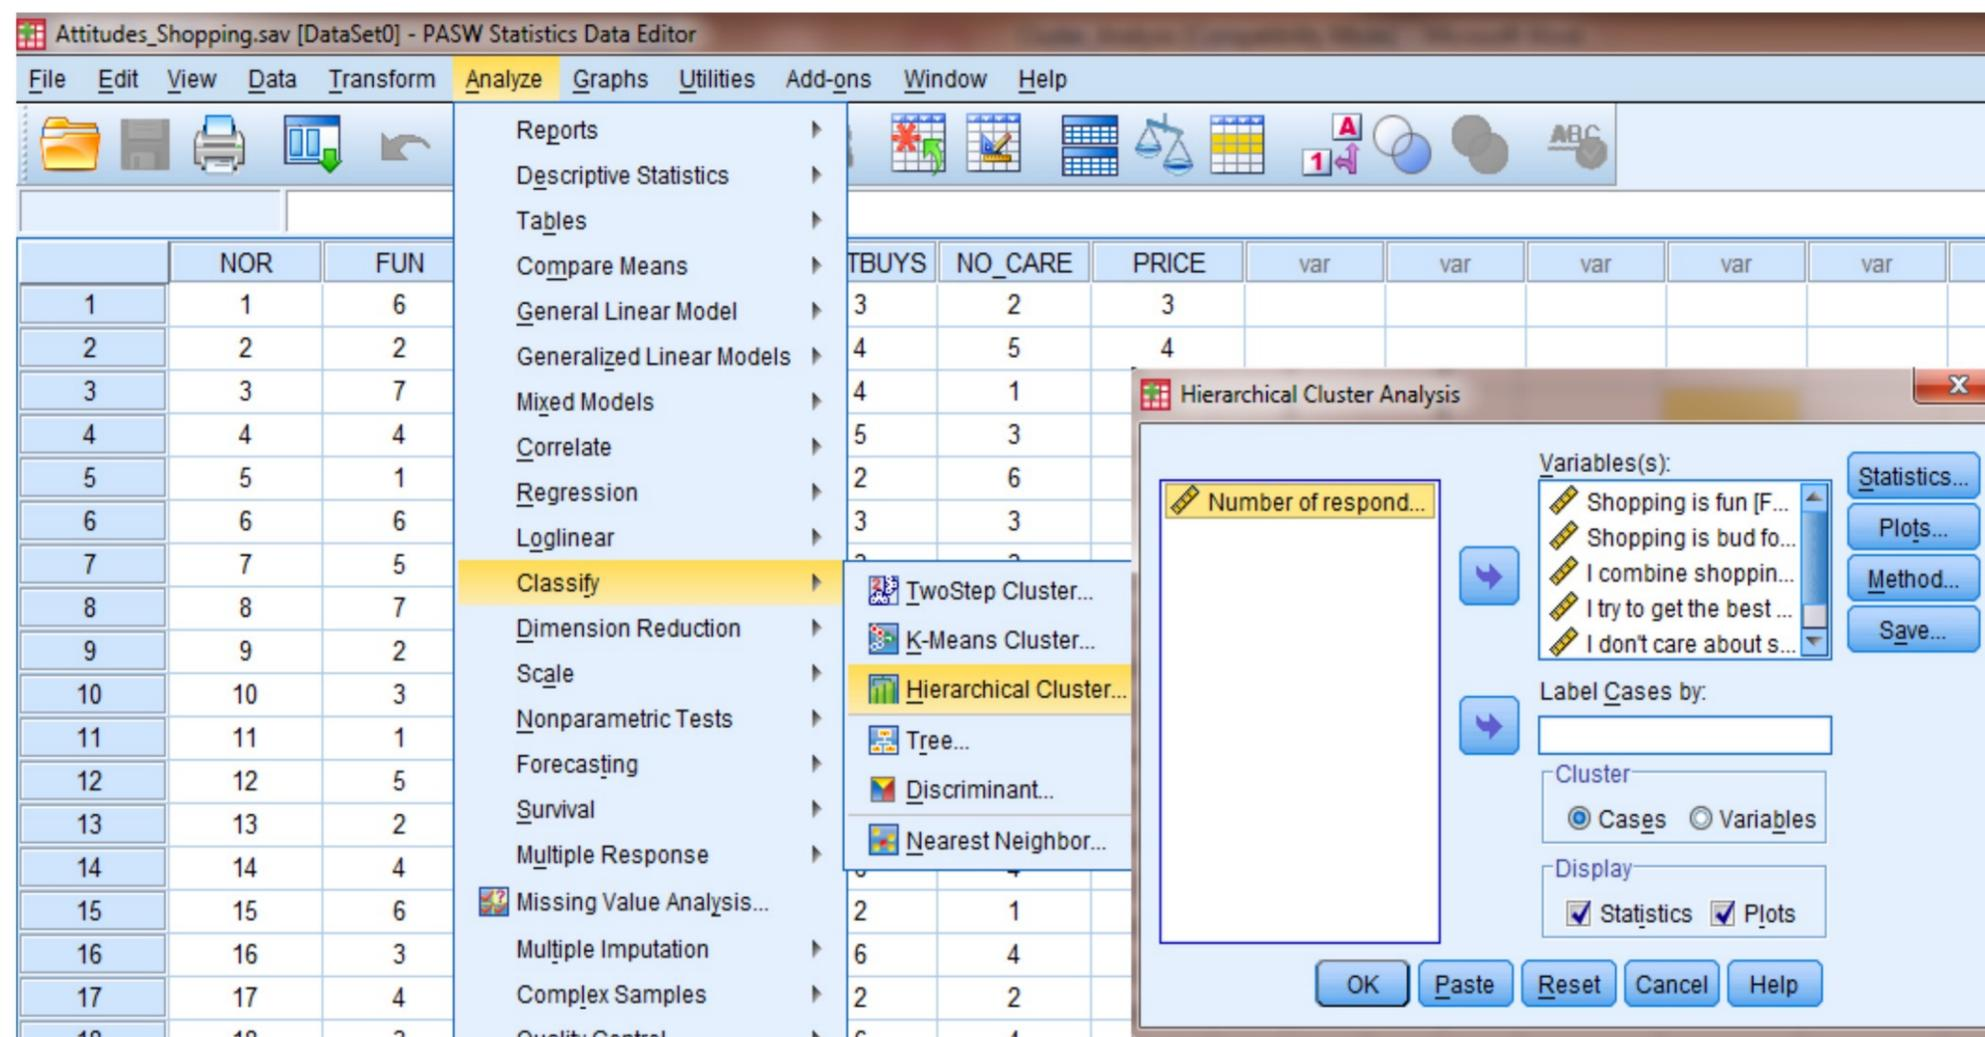 Attitudes_Shopping.sav [DataSet0] - PASW Statistics Data Editor
File Edit View Data Transform Analyze Graphs Utilities Add-ons Window Help
A
1
ABC
NOR FUN TBUYS NO_CARE PRICE var var var var var
1 1 6 3 2 3
2 2 2 4 5 4
3 3 7 4 1
4 4 4 5 3
5 5 1 2 6
6 6 6 3 3
7 7 5
8 8 7
9 9 2
10 10 3
11 11 1
12 12 5
13 13 2
14 14 4
15 15 6 2 1
16 16 3 6 4
17 17 4 2 2
Reports
Descriptive Statistics
Tables
Compare Means
General Linear Model
Generalized Linear Models
Mixed Models
Correlate
Regression
Loglinear
Classify
Dimension Reduction
Scale
Nonparametric Tests
Forecasting
Survival
Multiple Response
Missing Value Analysis...
Multiple Imputation
Complex Samples
Quality Control
TwoStep Cluster...
K-Means Cluster...
Hierarchical Cluster...
Tree...
Discriminant...
Nearest Neighbor...
Hierarchical Cluster Analysis
Number of respond...
Variables(s):
Shopping is fun [F...
Shopping is bud fo...
I combine shoppin...
I try to get the best ...
I don't care about s...
Statistics...
Plots...
Method...
Save...
Label Cases by:
Cluster
Cases Variables
Display
Statistics Plots
OK Paste Reset Cancel Help